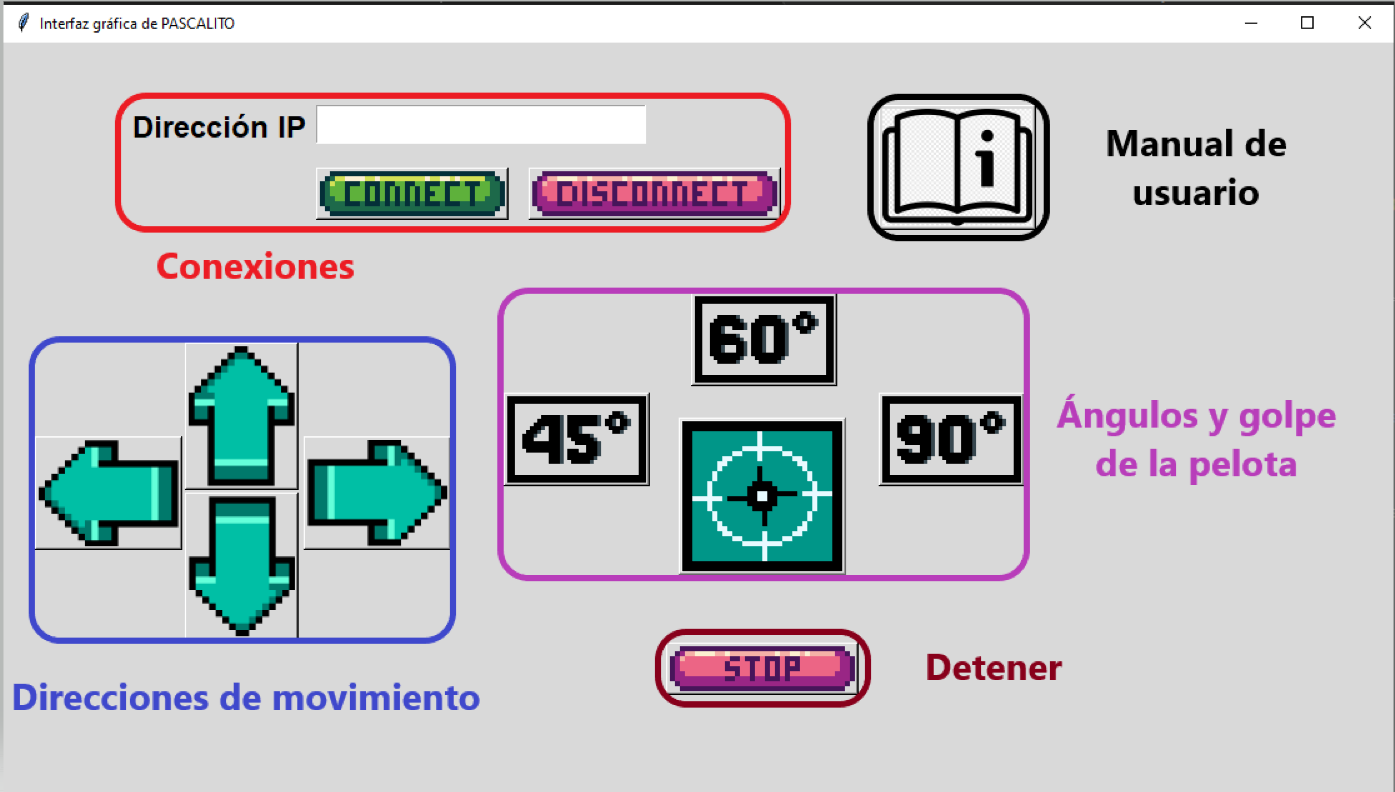 Interfaz gráfica de PASCALITO
Dirección IP
CONNECT DISCONNECT
i
Manual de
usuario
Conexiones
60°
45°
90°
Ángulos y golpe
de la pelota
Direcciones de movimiento
STOP
Detener